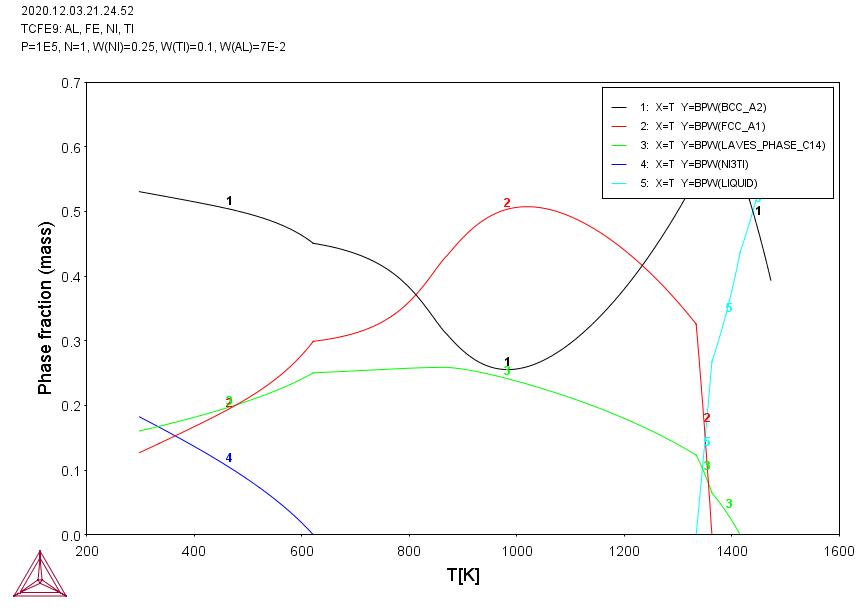 2020.12.03.21.24.52
TCFE9: AL, FE, NI, TI
P=1E5, N=1, W(NI)=0.25, W(TI)=0.1, W(AL)=7E-2
1: X=T Y=BPW(BCC_A2)
2: X=T Y=BPW(FCC_A1)
3: X=T Y=BPW(LAVES_PHASE_C14)
4: X=T Y=BPW(NI3TI)
5: X=T Y=BPW(LIQUID)
Phase fraction (mass)
0.7
0.6
0.5
0.4
0.3
0.2
0.1
0.0
1
2
1
5
1
3
2
3
4
2
5
3
3
200 400 600 800 1000 1200 1400 1600
T[K]